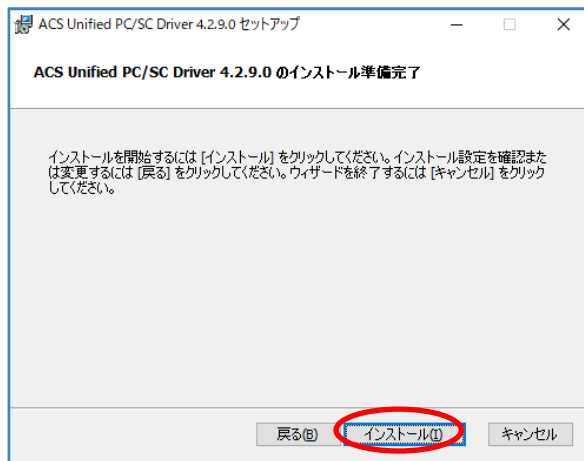 ACS Unified PC/SC Driver 4.2.9.0 セットアップ
ACS Unified PC/SC Driver 4.2.9.0 のインストール準備完了
インストールを開始するには [インストール] をクリックしてください。インストール設定を確認また
は変更するには [戻る] をクリックしてください。ウィザードを終了するには [キャンセル] をクリック
してください。
戻る(B) インストール(I) キャンセル